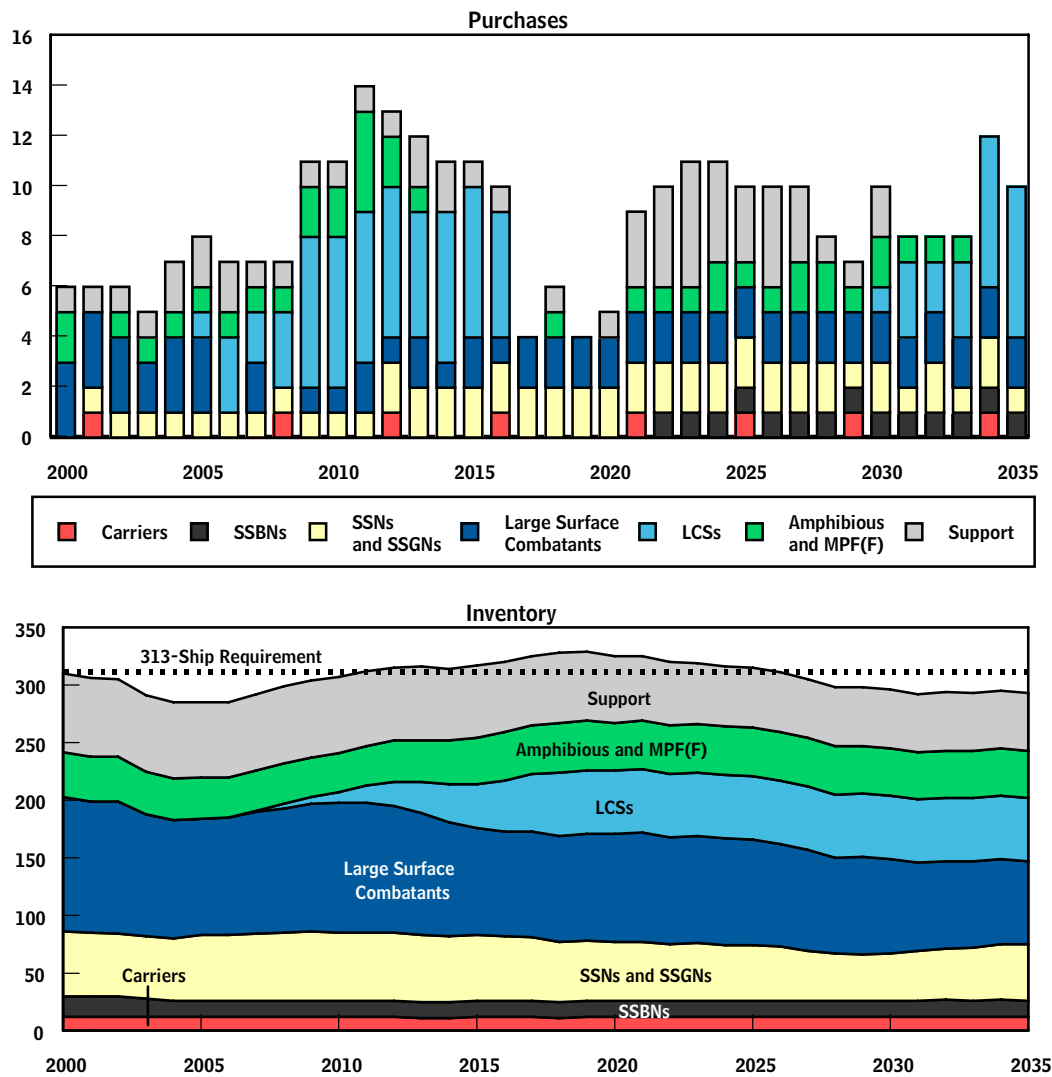 Purchases
16
14
12
10
8
6
4
2
0
2000 2005 2010 2015 2020 2025 2030 2035
Carriers
SSBNs
SSNs
and SSGNs
Large Surface
Combatants
LCSs
Amphibious
and MPF(F)
Support
Inventory
350
313-Ship Requirement
300
Support
250
Amphibious and MPF(F)
200
LCSs
150
Large Surface
Combatants
100
Carriers
SSNs and SSGNs
50
SSBNs
0
2000 2005 2010 2015 2020 2025 2030 2035